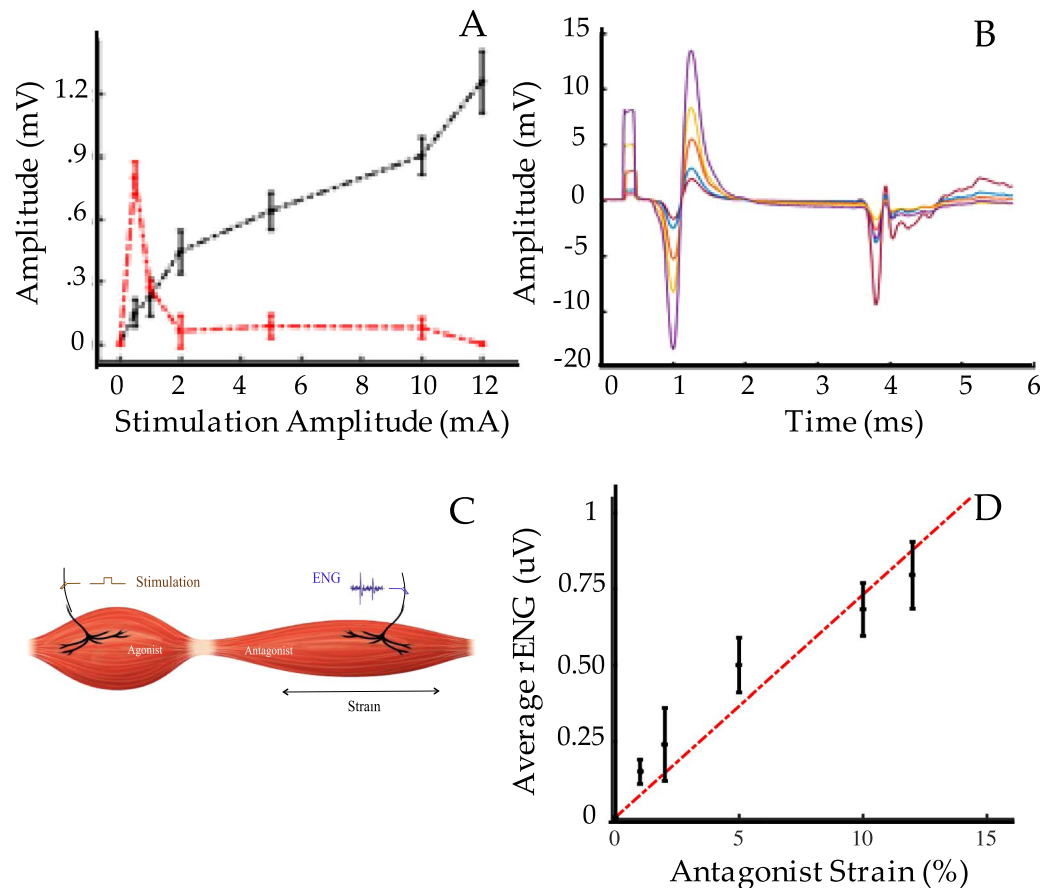 A
Amplitude (mV)
1.2
.9
.6
.3
0
0 2 4 6 8 10 12
Stimulation Amplitude (mA)
B
Amplitude (mV)
15
10
5
0
-5
-10
-20
0 1 2 3 4 5 6
Time (ms)
C
Stimulation
ENG
Agonist
Antagonist
Strain
D
Average rENG (uV)
1
0.75
0.50
0.25
0
0 5 10 15
Antagonist Strain (%)